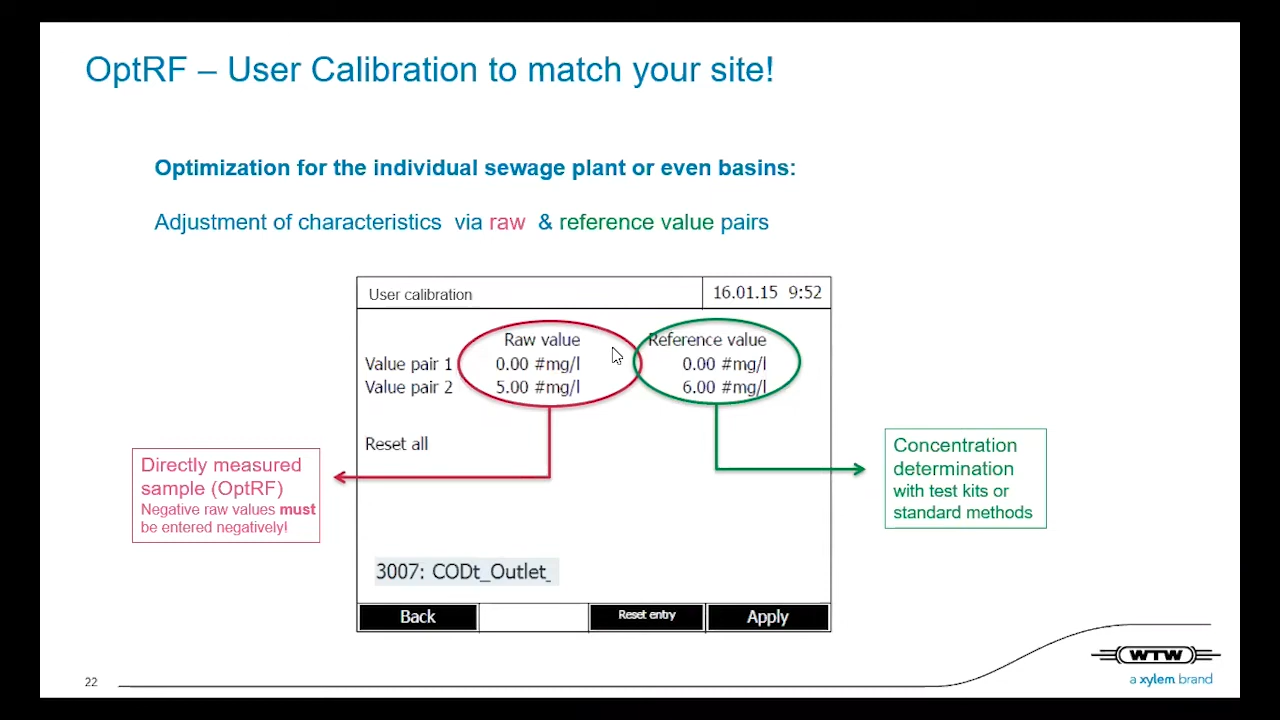 OptRF – User Calibration to match your site!
Optimization for the individual sewage plant or even basins:
Adjustment of characteristics via raw & reference value pairs
User calibration
16.01.15 9:52
Raw value Reference value
Value pair 1 0.00 #mg/l 0.00 #mg/l
Value pair 2 5.00 #mg/l 6.00 #mg/l
Reset all
Directly measured
sample (OptRF)
Negative raw values must
be entered negatively!
Concentration
determination
with test kits or
standard methods
3007: CODt_Outlet_
Back Reset entry Apply
WTW
a xylem brand
22